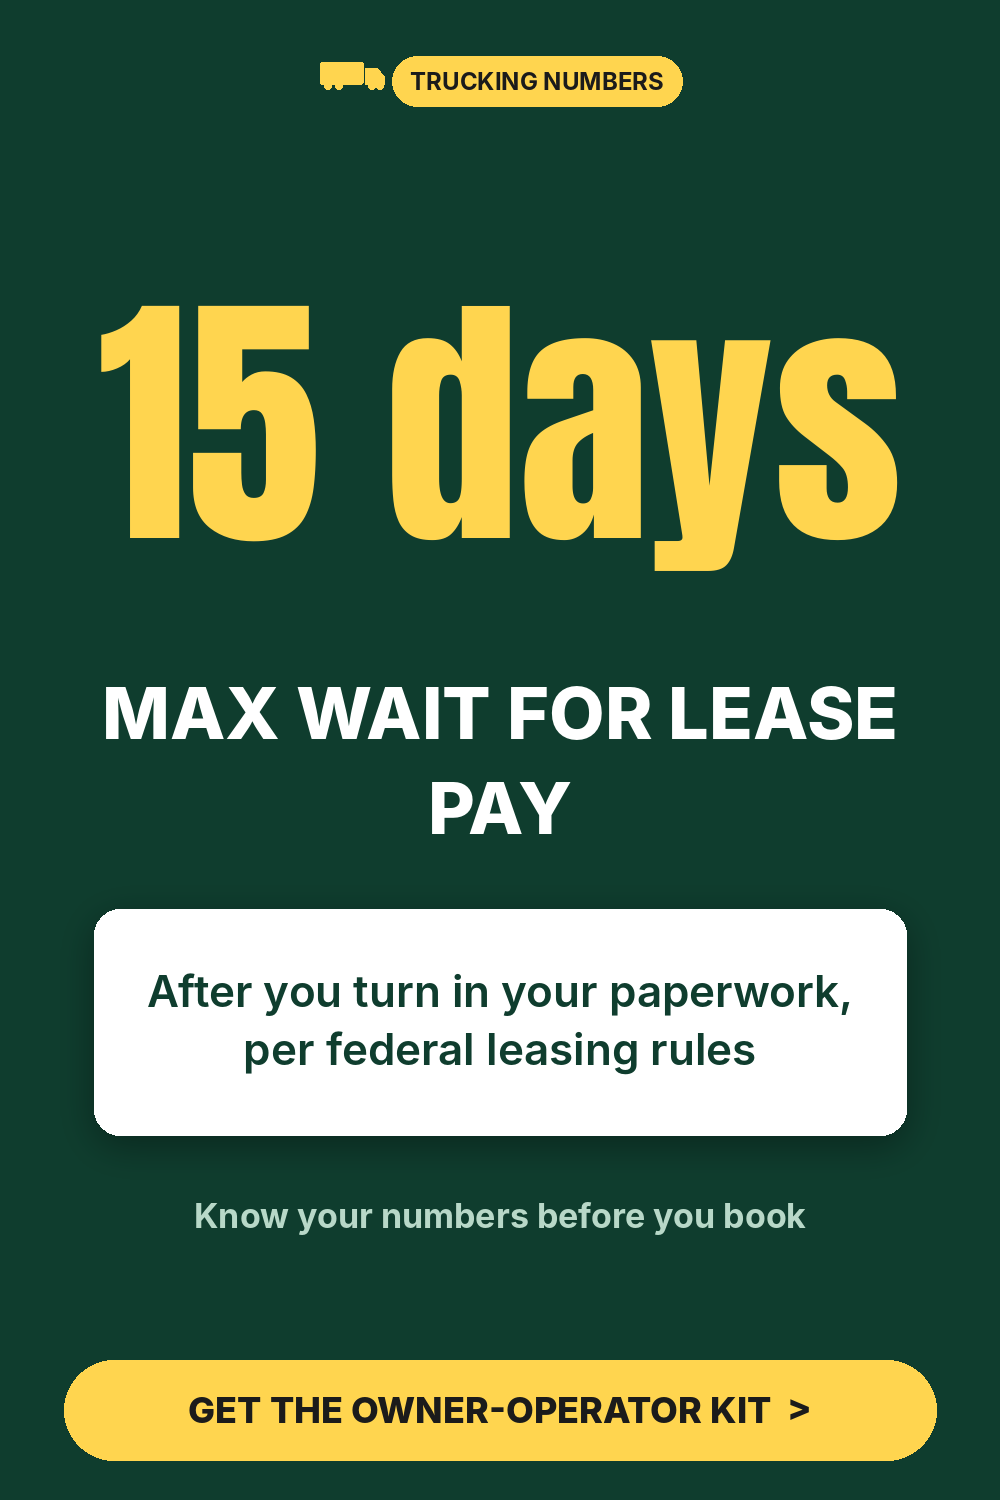 TRUCKING NUMBERS
15 days
MAX WAIT FOR LEASE
PAY
After you turn in your paperwork,
per federal leasing rules
Know your numbers before you book
GET THE OWNER-OPERATOR KIT >